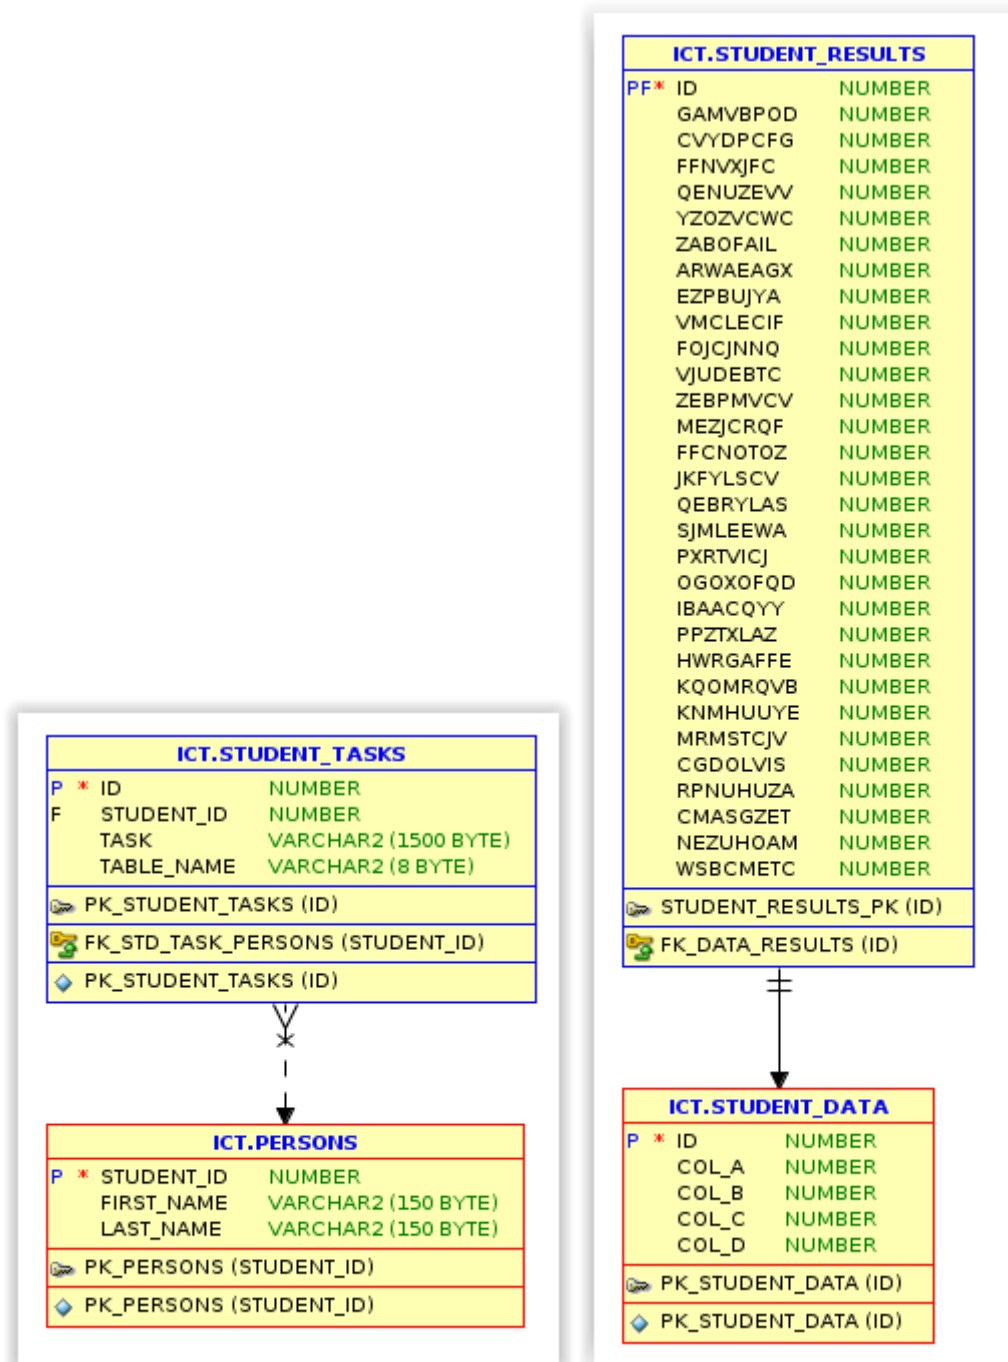 ICT.STUDENT_RESULTS
PF* ID NUMBER
GAMVBPOD NUMBER
CVYDPCFG NUMBER
FFNVXJFC NUMBER
QENUZEVV NUMBER
YZOZVCWC NUMBER
ZABOFAIL NUMBER
ARWAEAGX NUMBER
EZPBUJYA NUMBER
VMCLECIF NUMBER
FOJCJNNQ NUMBER
VJUDEBTC NUMBER
ZEBPMVCV NUMBER
MEZJCRQF NUMBER
FFCNOTOZ NUMBER
JKFYLSCV NUMBER
QEBRYLAS NUMBER
SJMLEEWA NUMBER
PXRTVICJ NUMBER
OGOXOFQD NUMBER
IBAACQYY NUMBER
PPZTXLAZ NUMBER
HWRGAFFE NUMBER
KQOMRQVB NUMBER
KNMHUUYE NUMBER
MRMSTCJV NUMBER
CGDOLVIS NUMBER
RPNUHUZA NUMBER
CMASGZET NUMBER
NEZUHOAM NUMBER
WSBCMETC NUMBER
STUDENT_RESULTS_PK (ID)
FK_DATA_RESULTS (ID)
ICT.STUDENT_TASKS
P * ID NUMBER
F STUDENT_ID NUMBER
TASK VARCHAR2 (1500 BYTE)
TABLE_NAME VARCHAR2 (8 BYTE)
PK_STUDENT_TASKS (ID)
FK_STD_TASK_PERSONS (STUDENT_ID)
PK_STUDENT_TASKS (ID)
ICT.PERSONS
P * STUDENT_ID NUMBER
FIRST_NAME VARCHAR2 (150 BYTE)
LAST_NAME VARCHAR2 (150 BYTE)
PK_PERSONS (STUDENT_ID)
PK_PERSONS (STUDENT_ID)
ICT.STUDENT_DATA
P * ID NUMBER
COL_A NUMBER
COL_B NUMBER
COL_C NUMBER
COL_D NUMBER
PK_STUDENT_DATA (ID)
PK_STUDENT_DATA (ID)